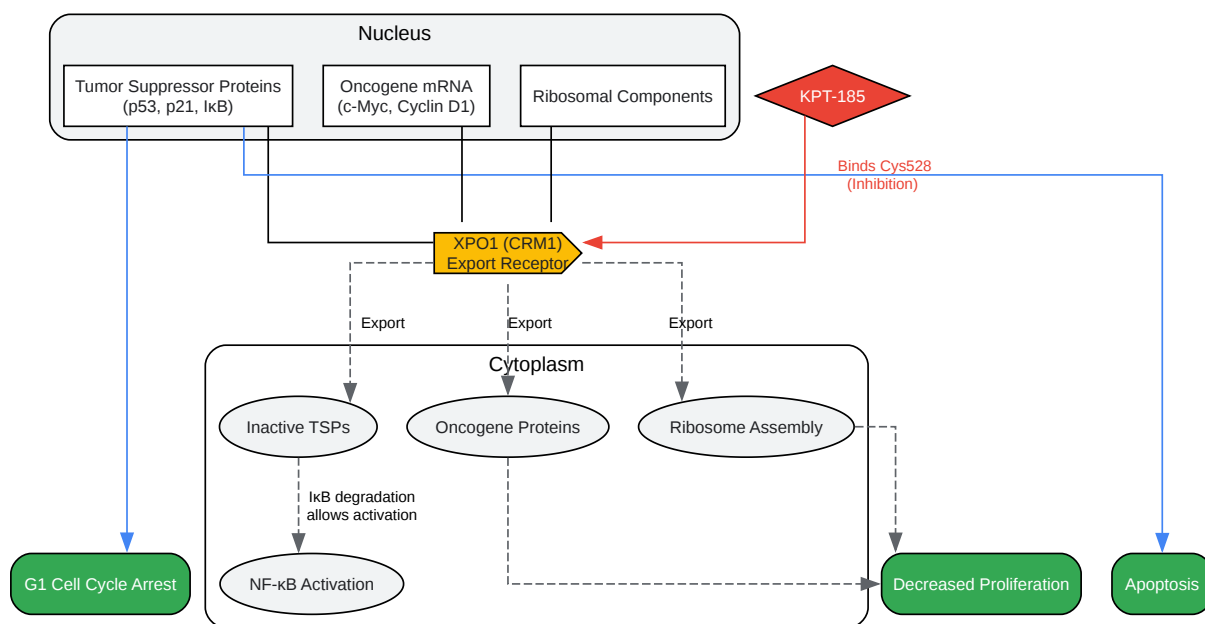 Nucleus
Tumor Suppressor Proteins
(p53, p21, IκB)
Oncogene mRNA
(c-Myc, Cyclin D1)
Ribosomal Components
KPT-185
Binds Cys528
(Inhibition)
XPO1 (CRM1)
Export Receptor
Export
Export
Export
Cytoplasm
Inactive TSPs
Oncogene Proteins
Ribosome Assembly
IκB degradation
allows activation
G1 Cell Cycle Arrest
NF-κB Activation
Decreased Proliferation
Apoptosis